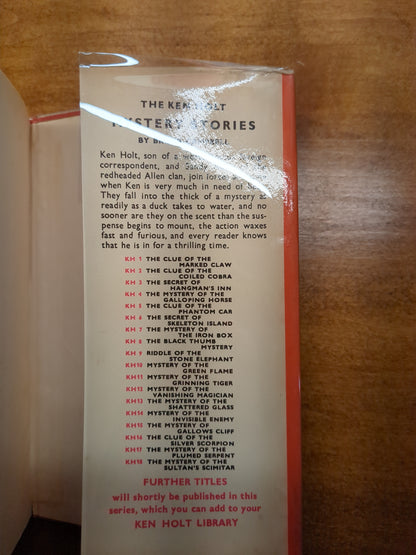 THE KEN HOLT
MYSTERY STORIES
BY
Ken Holt, son of a
correspondent, and Sandy
redheaded Allen clan, join forces
when Ken is very much in need of
They fall into the thick of a mystery as
readily as a duck takes to water, and no
sooner are they on the scent than the sus-
pense begins to mount, the action waxes
fast and furious, and every reader knows
that he is in for a thrilling time.
KH 1 THE CLUE OF THE
MARKED CLAW
KH 2 THE CLUE OF THE
COILED COBRA
KH 3 THE SECRET OF
HANGMAN'S INN
KH 4 THE MYSTERY OF THE
GALLOPING HORSE
KH 5 THE CLUE OF THE
PHANTOM CAR
KH 6 THE SECRET OF
SKELETON ISLAND
KH 7 THE MYSTERY OF
THE IRON BOX
KH 8 THE BLACK THUMB
MYSTERY
KH 9 RIDDLE OF THE
STONE ELEPHANT
KH10 MYSTERY OF THE
GREEN FLAME
KH11 MYSTERY OF THE
GRINNING TIGER
KH12 MYSTERY OF THE
VANISHING MAGICIAN
KH13 THE MYSTERY OF THE
SHATTERED GLASS
KH14 THE MYSTERY OF THE
INVISIBLE ENEMY
KH15 THE MYSTERY OF
GALLOWS CLIFF
KH16 THE CLUE OF THE
SILVER SCORPION
KH17 THE MYSTERY OF THE
PLUMED SERPENT
KH18 THE MYSTERY OF THE
SULTAN'S SCIMITAR
FURTHER TITLES
will shortly be published in this
series, which you can add to your
KEN HOLT LIBRARY